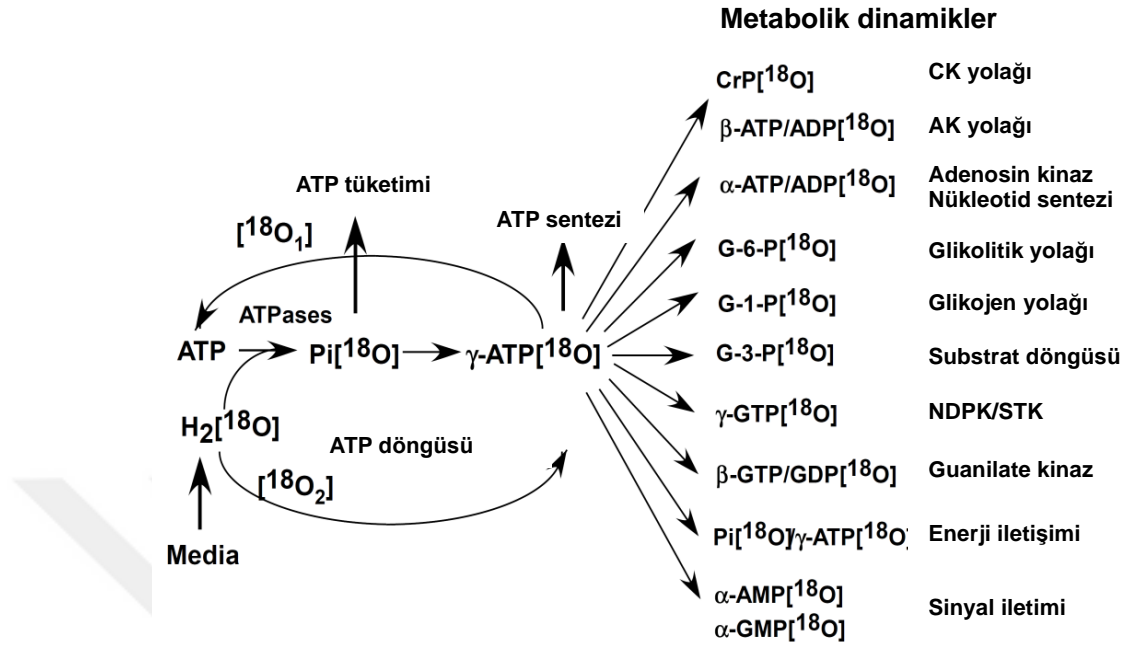 Metabolik dinamikler
CrP[18O] CK yolağı
β-ATP/ADP[18O] AK yolağı
α-ATP/ADP[18O] Adenosin kinaz
Nükleotid sentezi
G-6-P[18O] Glikolitik yolağı
G-1-P[18O] Glikojen yolağı
G-3-P[18O] Substrat döngüsü
γ-GTP[18O] NDPK/STK
β-GTP/GDP[18O] Guanilate kinaz
Pi[18O]/γ-ATP[18O] Enerji iletişimi
α-AMP[18O] Sinyal iletimi
α-GMP[18O]
ATP tüketimi
ATP sentezi
[18O1]
ATPases
ATP Pi[18O] γ-ATP[18O]
H2[18O]
ATP döngüsü
[18O2]
Media